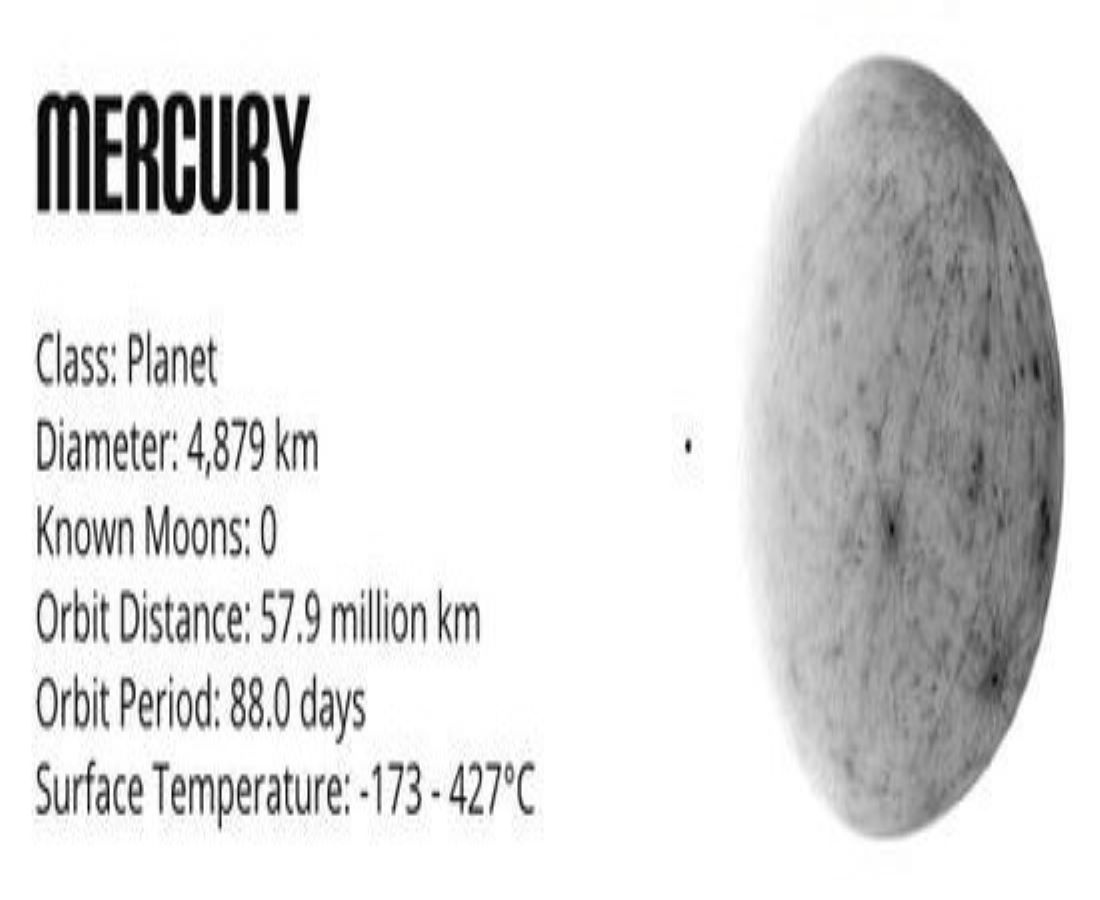 MERCURY
Class: Planet
Diameter: 4,879 km
Known Moons: 0
Orbit Distance: 57.9 million km
Orbit Period: 88.0 days
Surface Temperature: -173 - 427°C